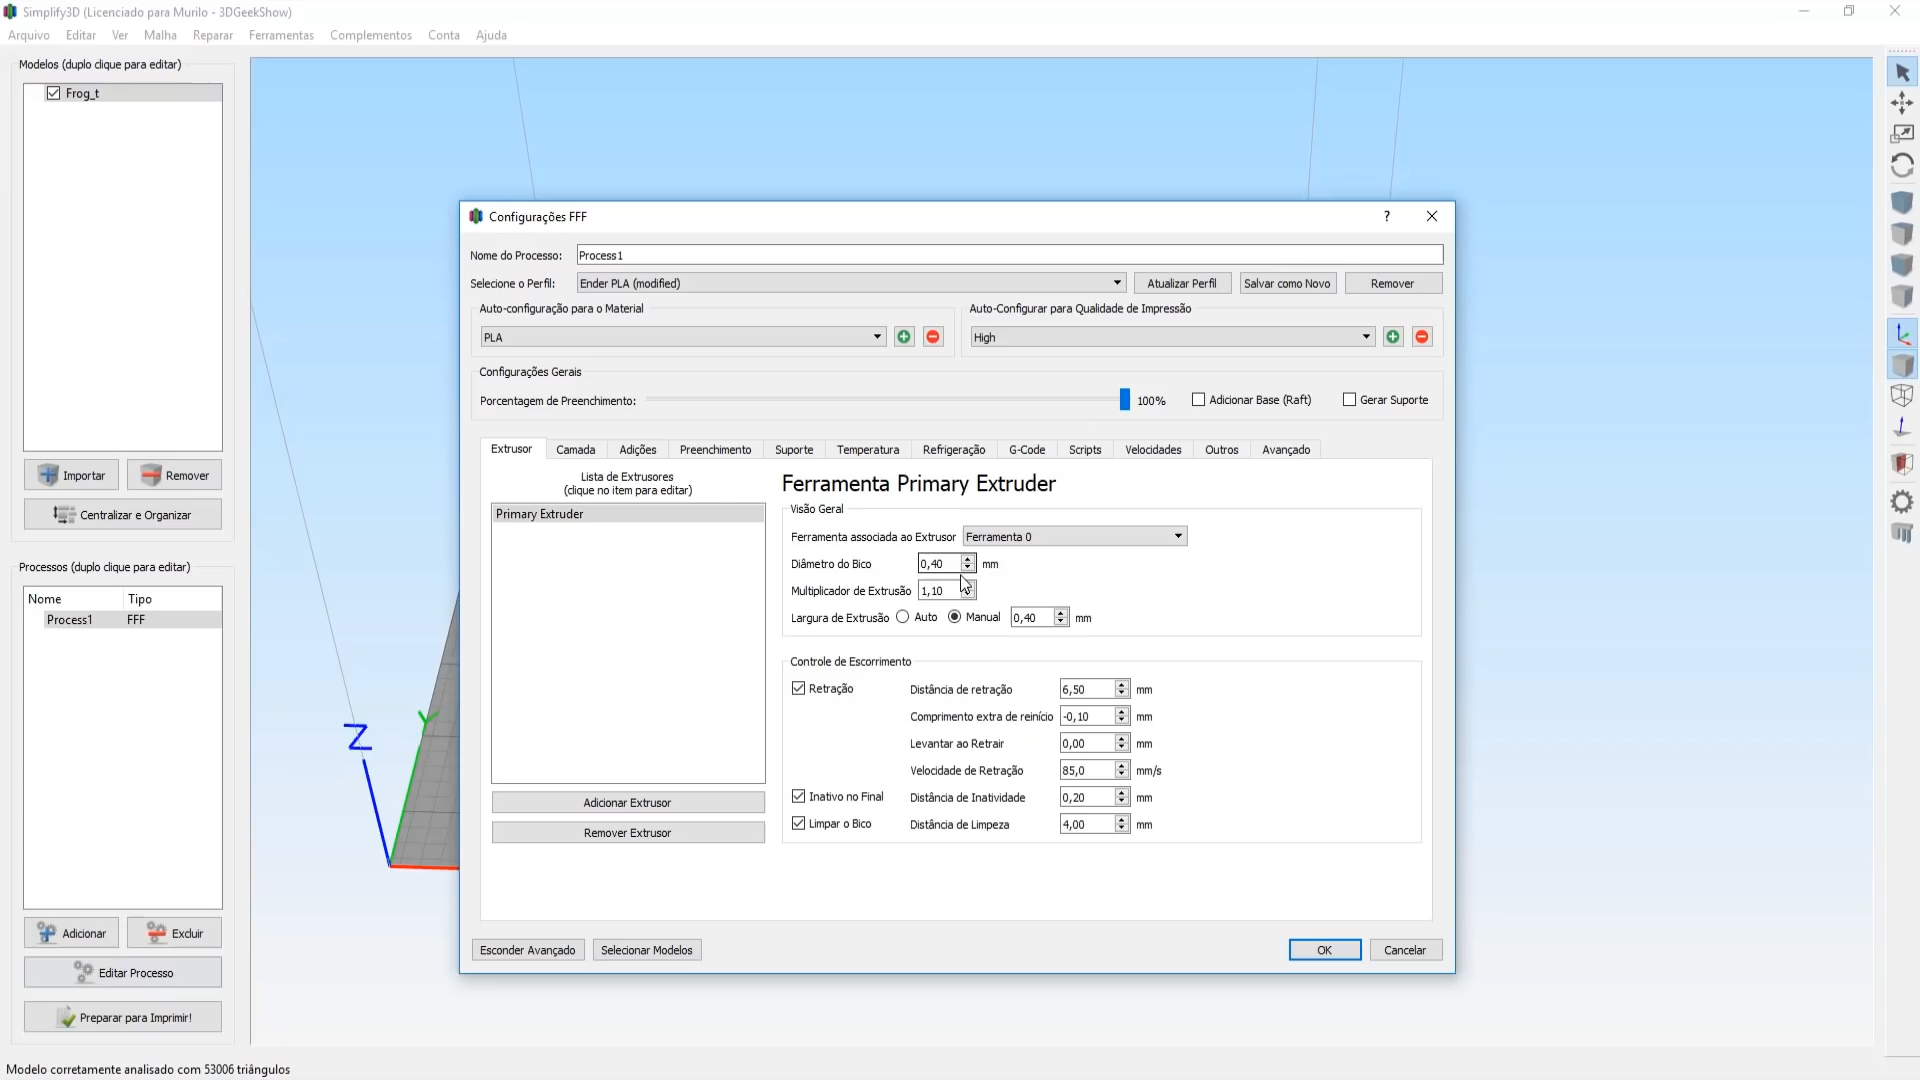 Simplify3D (Licenciado para Murilo - 3DGeekShow)
Arquivo Editar Ver Malha Reparar Ferramentas Complementos Conta Ajuda
Modelos (duplo clique para editar)
Frog_t
Importar Remover
Centralizar e Organizar
Processos (duplo clique para editar)
Nome Tipo
Process1 FFF
Adicionar Excluir
Editar Processo
Preparar para Imprimir!
Modelo corretamente analisado com 53006 triângulos
Z Y
Configurações FFF ?
Nome do Processo: Process1
Selecione o Perfil: Ender PLA (modified) Atualizar Perfil Salvar como Novo Remover
Auto-configuração para o Material Auto-Configurar para Qualidade de Impressão
PLA High
Configurações Gerais
Porcentagem de Preenchimento: 100% Adicionar Base (Raft) Gerar Suporte
Extrusor Camada Adições Preenchimento Suporte Temperatura Refrigeração G-Code Scripts Velocidades Outros Avançado
Lista de Extrusores
(clique no item para editar)
Primary Extruder
Adicionar Extrusor
Remover Extrusor
Ferramenta Primary Extruder
Visão Geral
Ferramenta associada ao Extrusor Ferramenta 0
Diâmetro do Bico 0,40 mm
Multiplicador de Extrusão 1,10
Largura de Extrusão Auto Manual 0,40 mm
Controle de Escorrimento
Retração Distância de retração 6,50 mm
Comprimento extra de reinício -0,10 mm
Levantar ao Retrair 0,00 mm
Velocidade de Retração 85,0 mm/s
Inativo no Final Distância de Inatividade 0,20 mm
Limpar o Bico Distância de Limpeza 4,00 mm
Esconder Avançado Selecionar Modelos OK Cancelar